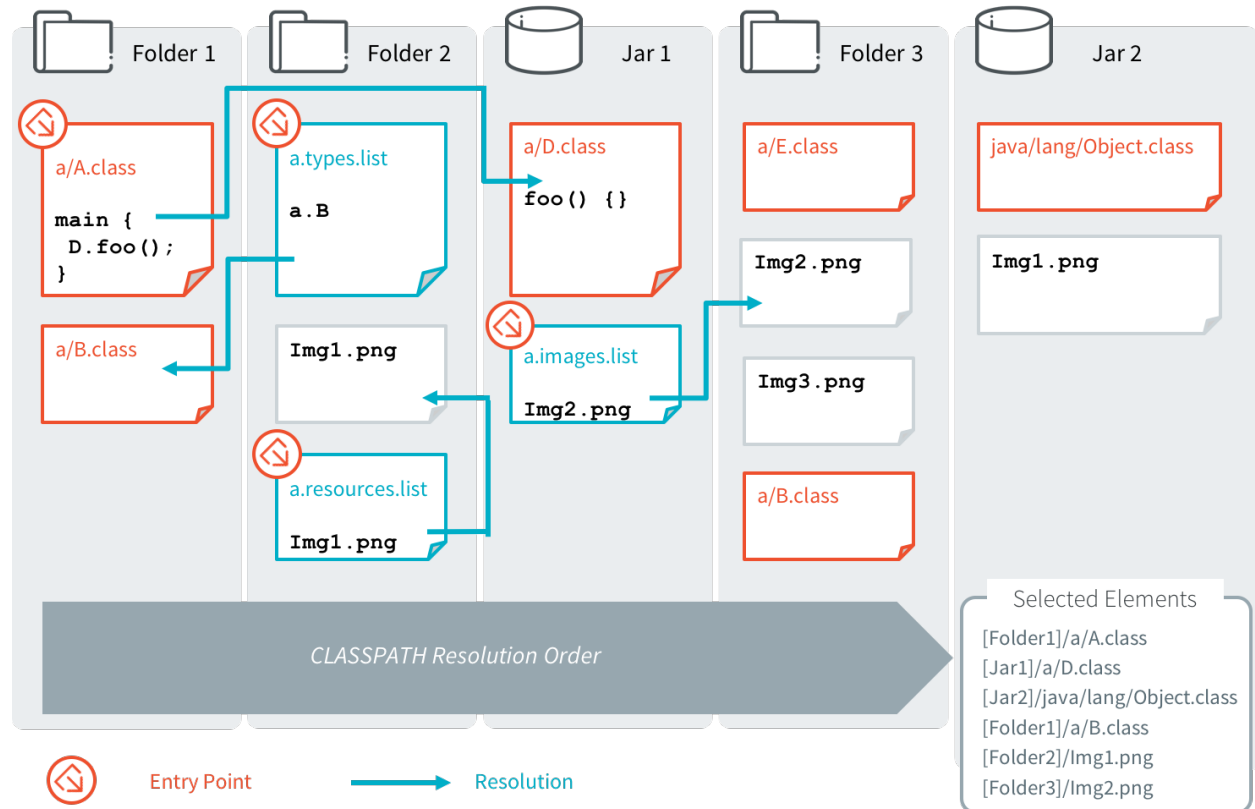 Folder 1
a/A.class
main {
D.foo();
}
a/B.class
Folder 2
a.types.list
a.B
Img1.png
a.resources.list
Img1.png
Jar 1
a/D.class
foo() {}
a.images.list
Img2.png
Folder 3
a/E.class
Img2.png
Img3.png
a/B.class
Jar 2
java/lang/Object.class
Img1.png
CLASSPATH Resolution Order
Selected Elements
[Folder1]/a/A.class
[Jar1]/a/D.class
[Jar2]/java/lang/Object.class
[Folder1]/a/B.class
[Folder2]/Img1.png
[Folder3]/Img2.png
Entry Point
Resolution